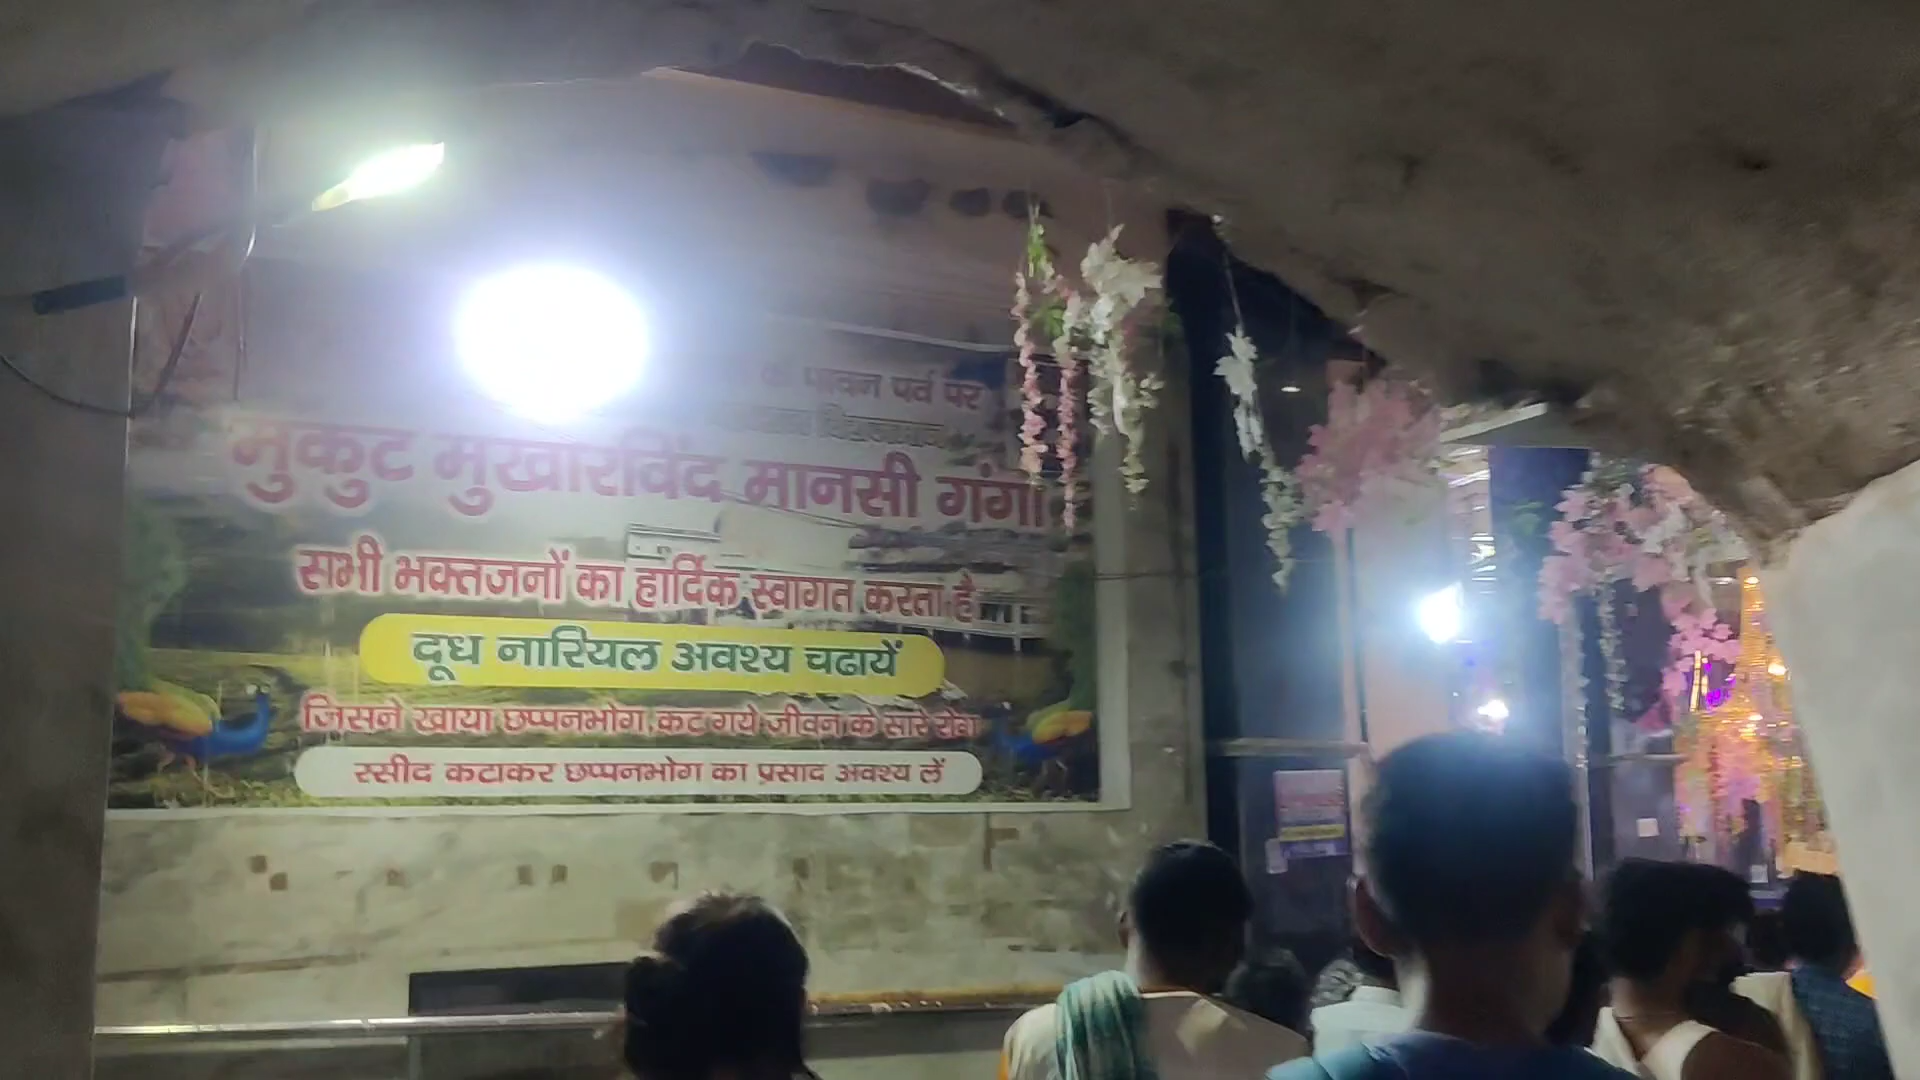 के पावन पर्व पर
मुकुट मुखारविंद मानसी गंगा
सभी भक्तजनों का हार्दिक स्वागत करता है
दूध नारियल अवश्य चढायें
जिसने खाया छप्पनभोग,कट गये जीवन के सारे रोग
रसीद कटाकर छप्पनभोग का प्रसाद अवश्य लें